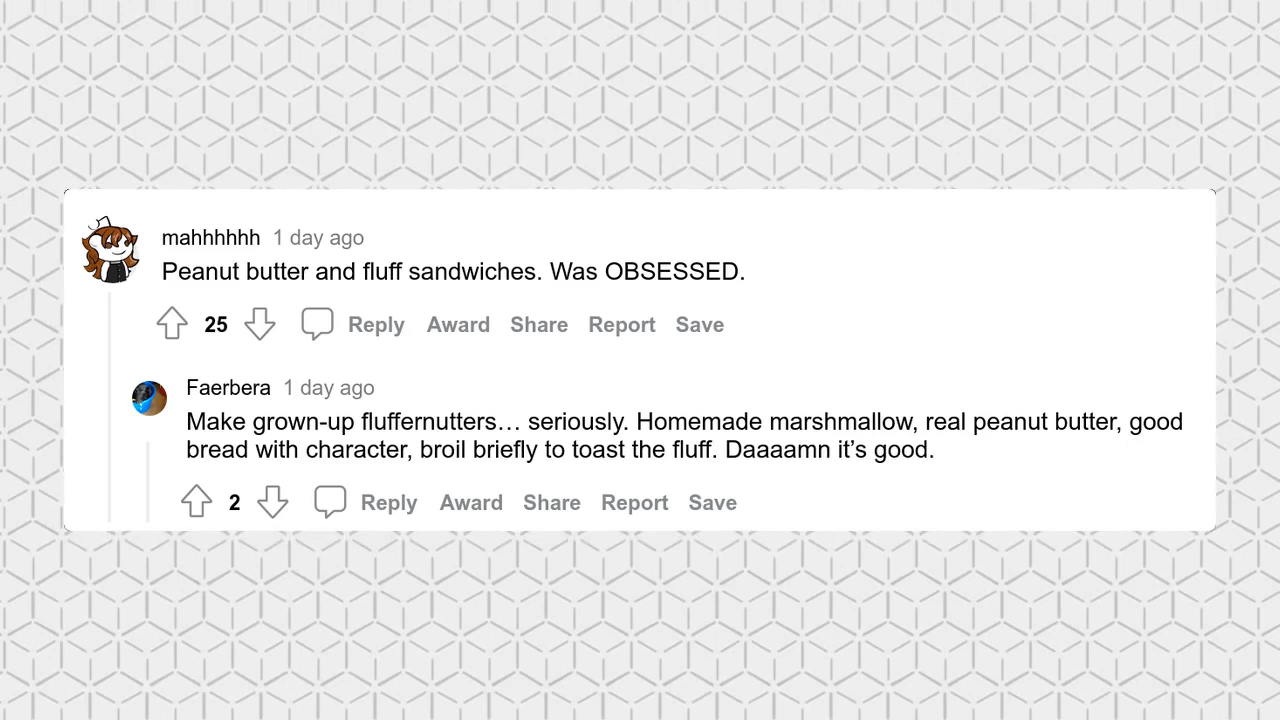 mahhhhhh 1 day ago
Peanut butter and fluff sandwiches. Was OBSESSED.
25 Reply Award Share Report Save
Faerbera 1 day ago
Make grown-up fluffernutters… seriously. Homemade marshmallow, real peanut butter, good
bread with character, broil briefly to toast the fluff. Daaaamn it’s good.
2 Reply Award Share Report Save